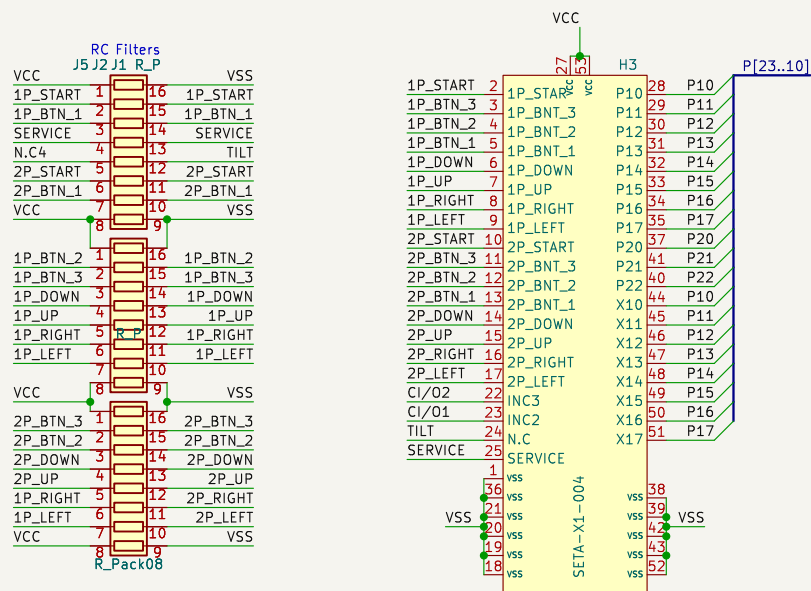 RC Filters
J5 J2 J1 R_P
VCC 1 16 VSS
1P_START 2 15 1P_START
1P_BTN_1 3 14 1P_BTN_1
SERVICE 4 13 SERVICE
N.C4 5 12 TILT
2P_START 6 11 2P_START
2P_BTN_1 7 10 2P_BTN_1
VCC 8 9 VSS
1 16
1P_BTN_2 2 15 1P_BTN_2
1P_BTN_3 3 14 1P_BTN_3
1P_DOWN 4 13 1P_DOWN
1P_UP 5 12 1P_UP
R_P
1P_RIGHT 6 11 1P_RIGHT
1P_LEFT 7 10 1P_LEFT
8 9
VCC VSS
1 16
2P_BTN_3 2 15 2P_BTN_3
2P_BTN_2 3 14 2P_BTN_2
2P_DOWN 4 13 2P_DOWN
2P_UP 5 12 2P_UP
1P_RIGHT 6 11 2P_RIGHT
1P_LEFT 7 10 2P_LEFT
VCC 8 9 VSS
R_Pack08
VCC
27 53
VCC VCC
H3
P[23..10]
1P_START 2 1P_STAR P10 28 P10
1P_BTN_3 3 1P_BNT_3 P11 29 P11
1P_BTN_2 4 1P_BNT_2 P12 30 P12
1P_BTN_1 5 1P_BNT_1 P13 31 P13
1P_DOWN 6 1P_DOWN P14 32 P14
1P_UP 7 1P_UP P15 33 P15
1P_RIGHT 8 1P_RIGHT P16 34 P16
1P_LEFT 9 1P_LEFT P17 35 P17
2P_START 10 2P_START P20 37 P20
2P_BTN_3 11 2P_BNT_3 P21 41 P21
2P_BTN_2 12 2P_BNT_2 P22 40 P22
2P_BTN_1 13 2P_BNT_1 X10 44 P10
2P_DOWN 14 2P_DOWN X11 45 P11
2P_UP 15 2P_UP X12 46 P12
2P_RIGHT 16 2P_RIGHT X13 47 P13
2P_LEFT 17 2P_LEFT X14 48 P14
CI/O2 22 INC3 X15 49 P15
CI/O1 23 INC2 X16 50 P16
TILT 24 N.C X17 51 P17
SERVICE 25 SERVICE
1 VSS
36 VSS VSS 38
21 VSS VSS 39
VSS 20 VSS VSS 42 VSS
19 VSS VSS 43
18 VSS VSS 52
SETA-X1-004